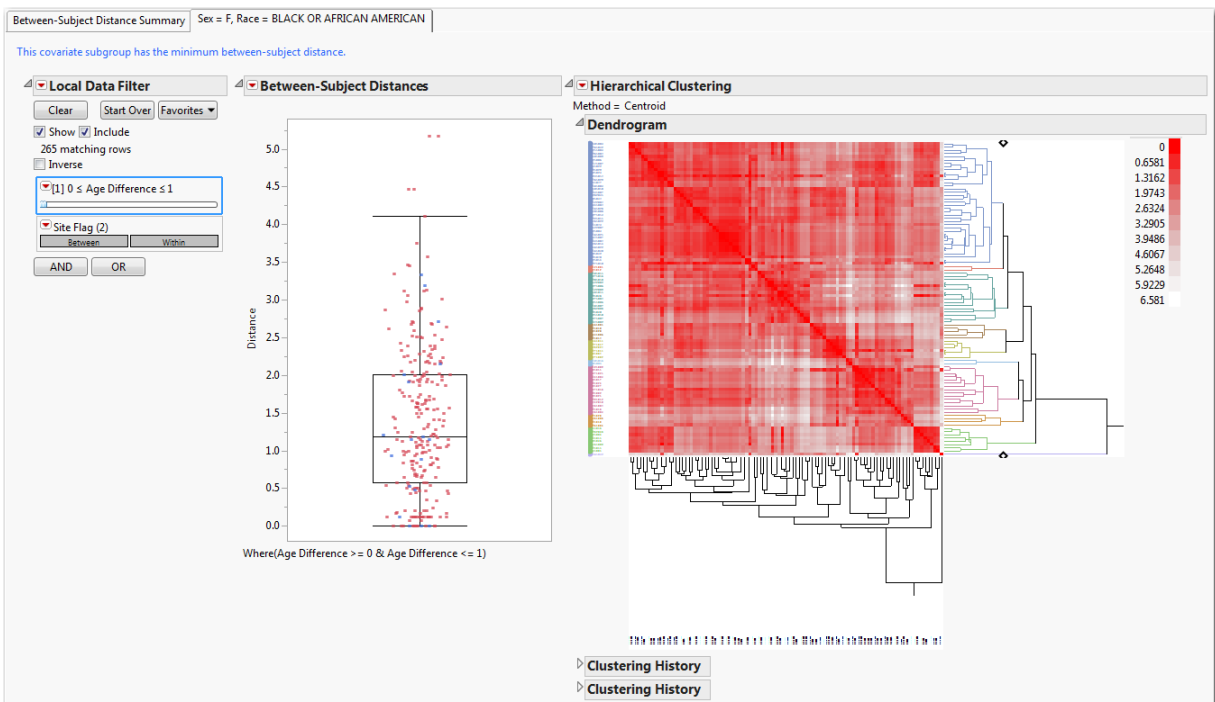 Between-Subject Distance Summary
Sex = F, Race = BLACK OR AFRICAN AMERICAN
This covariate subgroup has the minimum between-subject distance.
Local Data Filter
Clear
Start Over
Favorites
Show
Include
265 matching rows
Inverse
[1] 0 ≤ Age Difference ≤ 1
Site Flag (2)
Between
Within
AND
OR
Between-Subject Distances
Distance
5.0
4.5
4.0
3.5
3.0
2.5
2.0
1.5
1.0
0.5
0.0
Where(Age Difference >= 0 & Age Difference <= 1)
Hierarchical Clustering
Method = Centroid
Dendrogram
0
0.6581
1.3162
1.9743
2.6324
3.2905
3.9486
4.6067
5.2648
5.9229
6.581
Clustering History
Clustering History